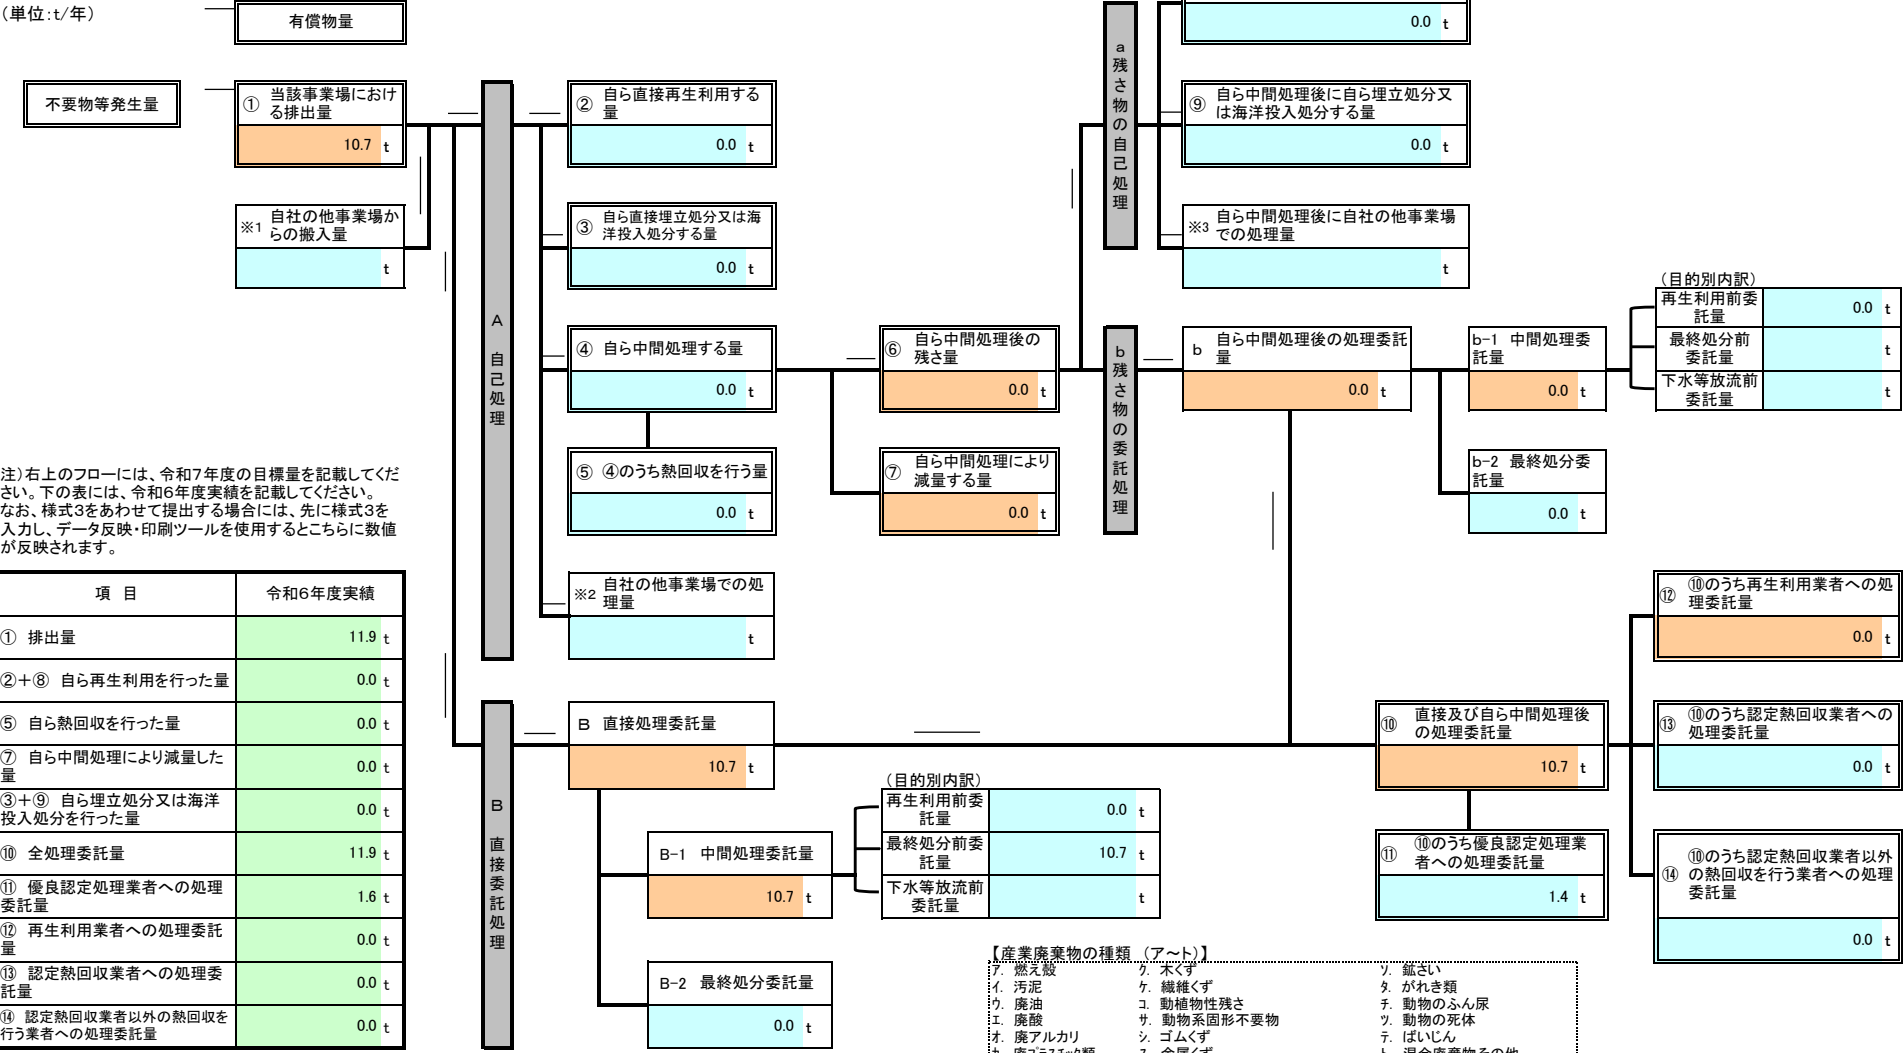 （単位：t/年）
有償物量
0.0 t
不要物等発生量
① 当該事業場におけ
る排出量
10.7 t
※1 自社の他事業場か
らの搬入量
t
A 自己処理
② 自ら直接再生利用する
量
0.0 t
③ 自ら直接埋立処分又は海
洋投入処分する量
0.0 t
④ 自ら中間処理する量
0.0 t
⑤ ④のうち熱回収を行う量
0.0 t
※2 自社の他事業場での処
理量
t
⑥ 自ら中間処理後の
残さ量
0.0 t
⑦ 自ら中間処理により
減量する量
0.0 t
a 残さ物の自己処理
⑨ 自ら中間処理後に自ら埋立処分又
は海洋投入処分する量
0.0 t
※3 自ら中間処理後に自社の他事業場
での処理量
t
b 残さ物の委託処理
b 自ら中間処理後の処理委託
量
0.0 t
b-1 中間処理委
託量
0.0 t
b-2 最終処分委
託量
0.0 t
（目的別内訳）
再生利用前委
託量
0.0 t
最終処分前
委託量
t
下水等放流前
委託量
t
注）右上のフローには、令和7年度の目標量を記載してくだ
さい。下の表には、令和6年度実績を記載してください。
なお、様式3をあわせて提出する場合には、先に様式3を
入力し、データ反映・印刷ツールを使用するとこちらに数値
が反映されます。
項 目 令和6年度実績
① 排出量 11.9 t
②＋⑧ 自ら再生利用を行った量 0.0 t
⑤ 自ら熱回収を行った量 0.0 t
⑦ 自ら中間処理により減量した
量 0.0 t
③＋⑨ 自ら埋立処分又は海洋
投入処分を行った量 0.0 t
⑩ 全処理委託量 11.9 t
⑪ 優良認定処理業者への処理
委託量 1.6 t
⑫ 再生利用業者への処理委託
量 0.0 t
⑬ 認定熱回収業者への処理委
託量 0.0 t
⑭ 認定熱回収業者以外の熱回収を
行う業者への処理委託量 0.0 t
B 直接委託処理
B 直接処理委託量
10.7 t
B-1 中間処理委託量
10.7 t
B-2 最終処分委託量
0.0 t
（目的別内訳）
再生利用前委
託量
0.0 t
最終処分前委
託量
10.7 t
下水等放流前
委託量
t
⑩ 直接及び自ら中間処理後
の処理委託量
10.7 t
⑪ ⑩のうち優良認定処理業
者への処理委託量
1.4 t
⑫ ⑩のうち再生利用業者への処
理委託量
0.0 t
⑬ ⑩のうち認定熱回収業者への
処理委託量
0.0 t
⑭ ⑩のうち認定熱回収業者以外
の熱回収を行う業者への処理
委託量
0.0 t
【産業廃棄物の種類 （ア～ト）】
ア. 燃え殻 ク. 木くず ソ. 鉱さい
イ. 汚泥 ケ. 繊維くず タ. がれき類
ウ. 廃油 コ. 動植物性残さ チ. 動物のふん尿
エ. 廃酸 サ. 動物系固形不要物 ツ. 動物の死体
オ. 廃アルカリ シ. ゴムくず テ. ばいじん
カ. 廃プラスチック類 ス. 金属くず ト. 混合廃棄物その他